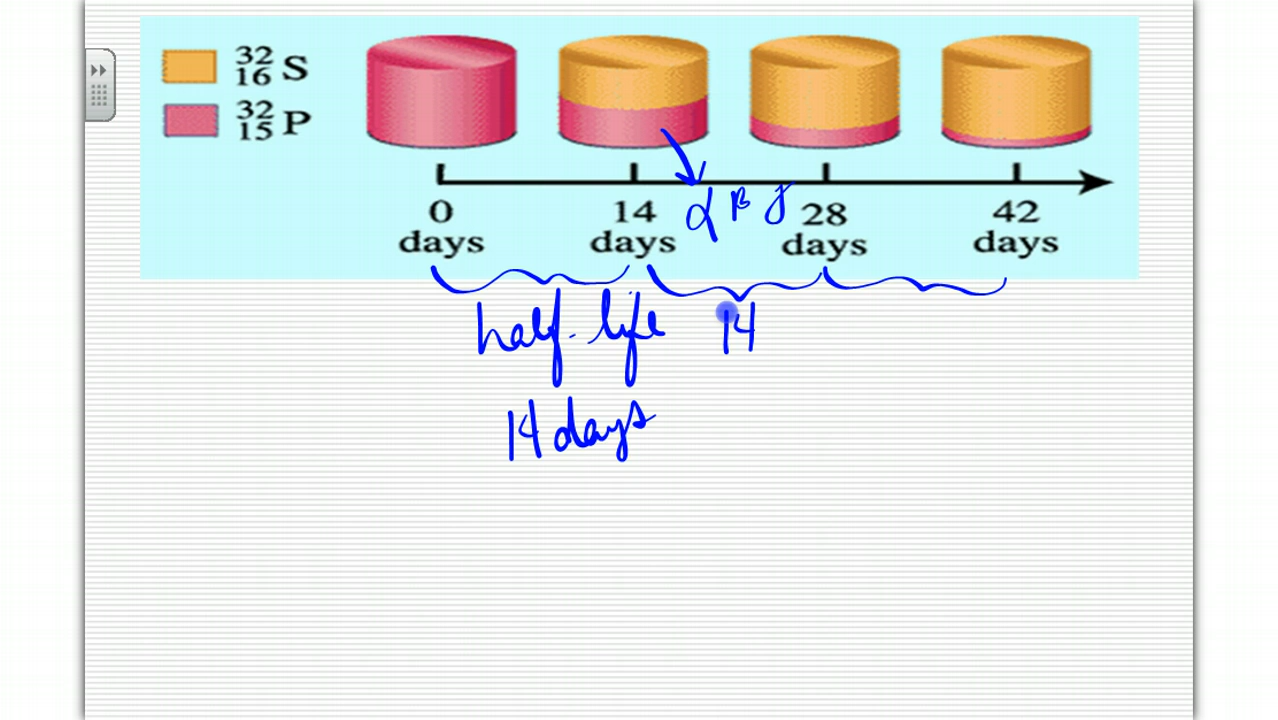 32
16 S
32
15 P
0 14 28 42
days days days days
α β γ
half-life 14
14 days